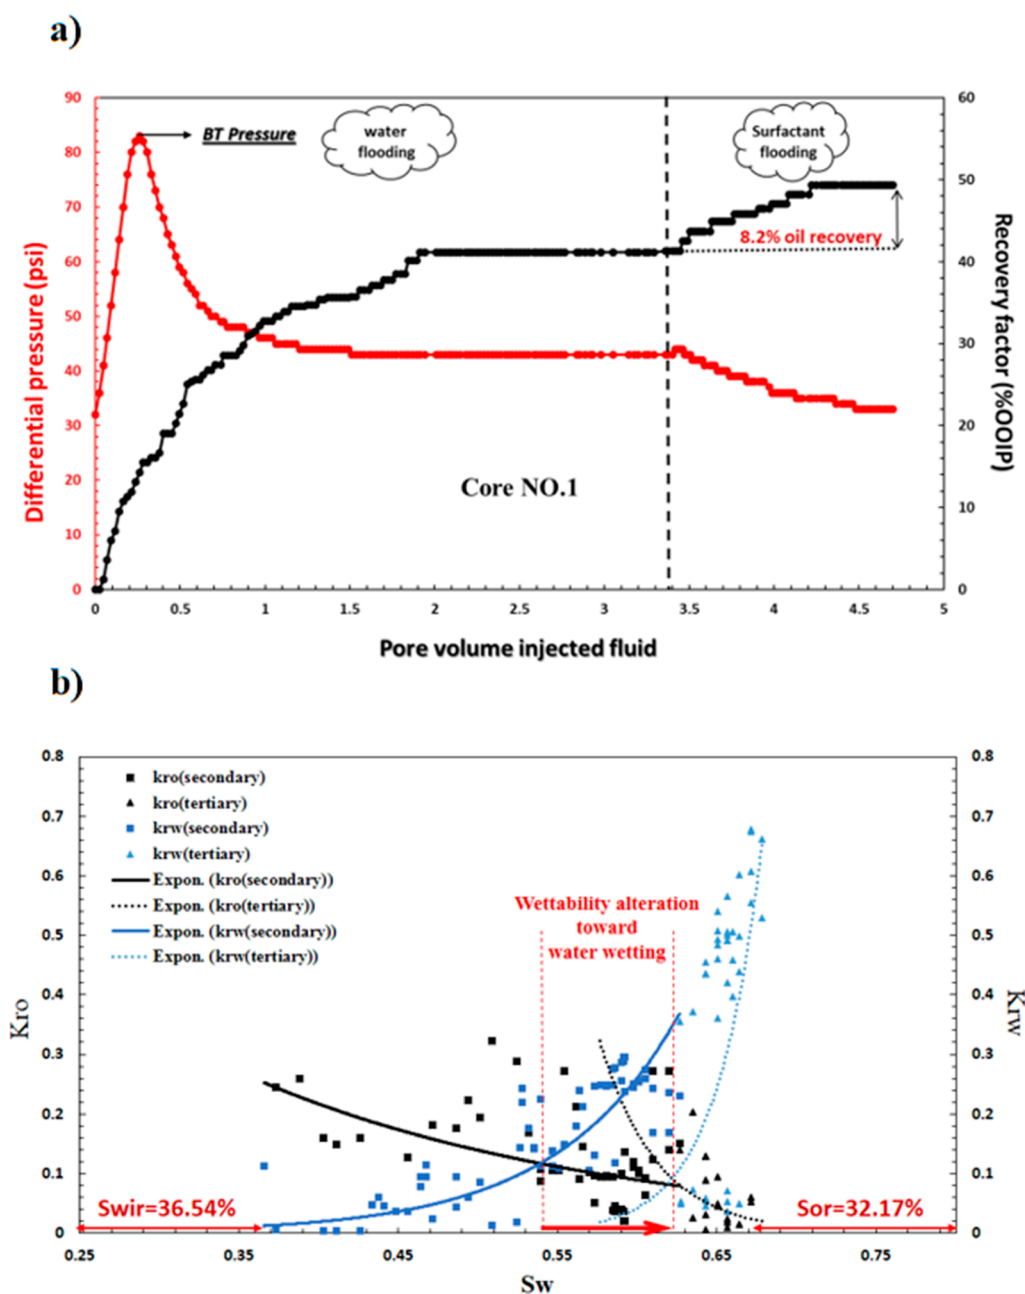 a)
90
80
70
60
50
40
30
20
10
0
Differential pressure (psi)
BT Pressure
water
flooding
Surfactant
flooding
8.2% oil recovery
Core NO.1
60
50
40
30
20
10
0
Recovery factor (%OOIP)
0 0.5 1 1.5 2 2.5 3 3.5 4 4.5 5
Pore volume injected fluid
b)
0.8
0.7
0.6
0.5
0.4
0.3
0.2
0.1
0
Kro
kro(secondary)
kro(tertiary)
krw(secondary)
krw(tertiary)
Expon. (kro(secondary))
Expon. (kro(tertiary))
Expon. (krw(secondary))
Expon. (krw(tertiary))
Wettability alteration
toward
water wetting
Swir=36.54%
Sor=32.17%
0.8
0.7
0.6
0.5
0.4
0.3
0.2
0.1
0
Krw
0.25 0.35 0.45 0.55 0.65 0.75
Sw